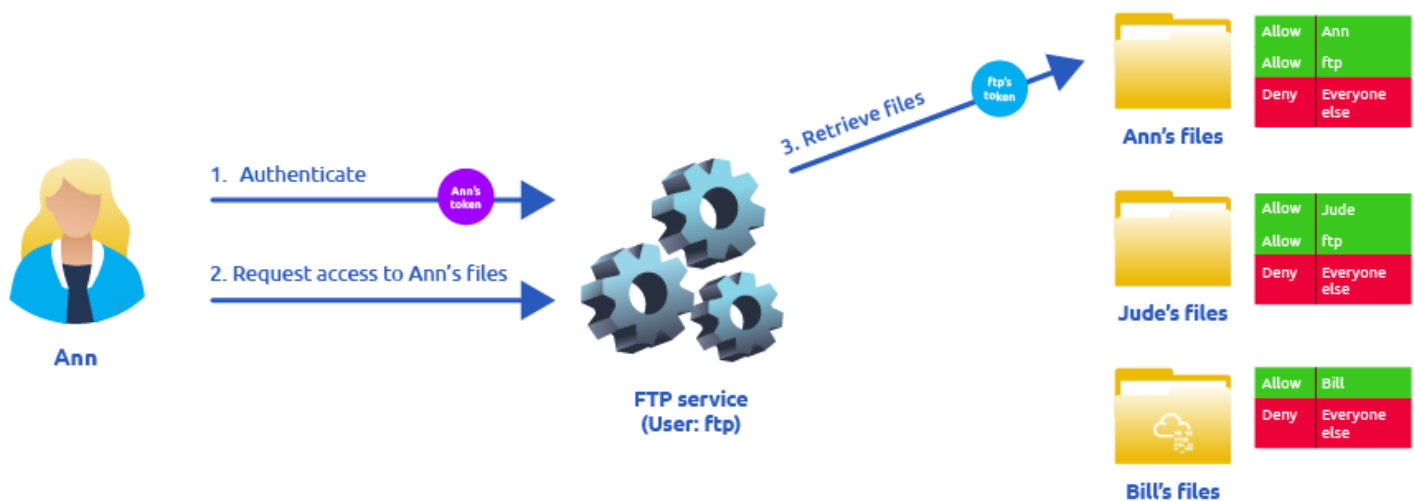 1. Authenticate
Ann's
token
2. Request access to Ann's files
Ann
FTP service
(User: ftp)
3. Retrieve files
ftp's
token
Ann's files
Allow Ann
Allow ftp
Deny Everyone
else
Jude's files
Allow Jude
Allow ftp
Deny Everyone
else
Bill's files
Allow Bill
Deny Everyone
else